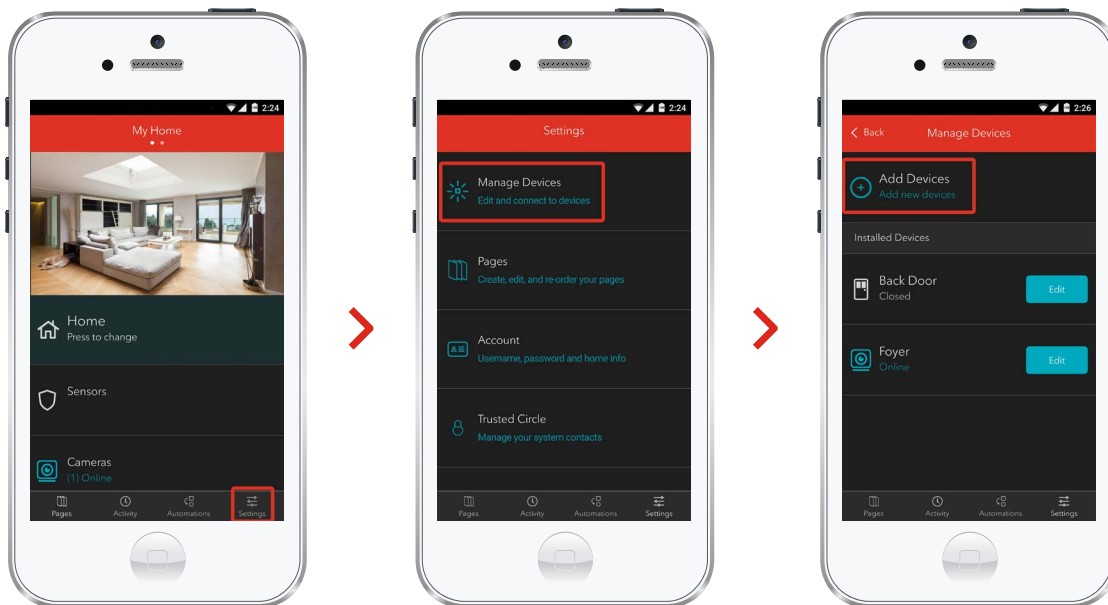 2:24
My Home
Home
Press to change
Sensors
Cameras
(1) Online
Pages
Activity
Automations
Settings
2:24
Settings
Manage Devices
Edit and connect to devices
Pages
Create, edit, and re-order your pages
Account
Username, password and home info
Trusted Circle
Manage your system contacts
Pages
Activity
Automations
Settings
2:26
Back
Manage Devices
Add Devices
Add new devices
Installed Devices
Back Door
Closed
Edit
Foyer
Online
Edit
Pages
Activity
Automations
Settings